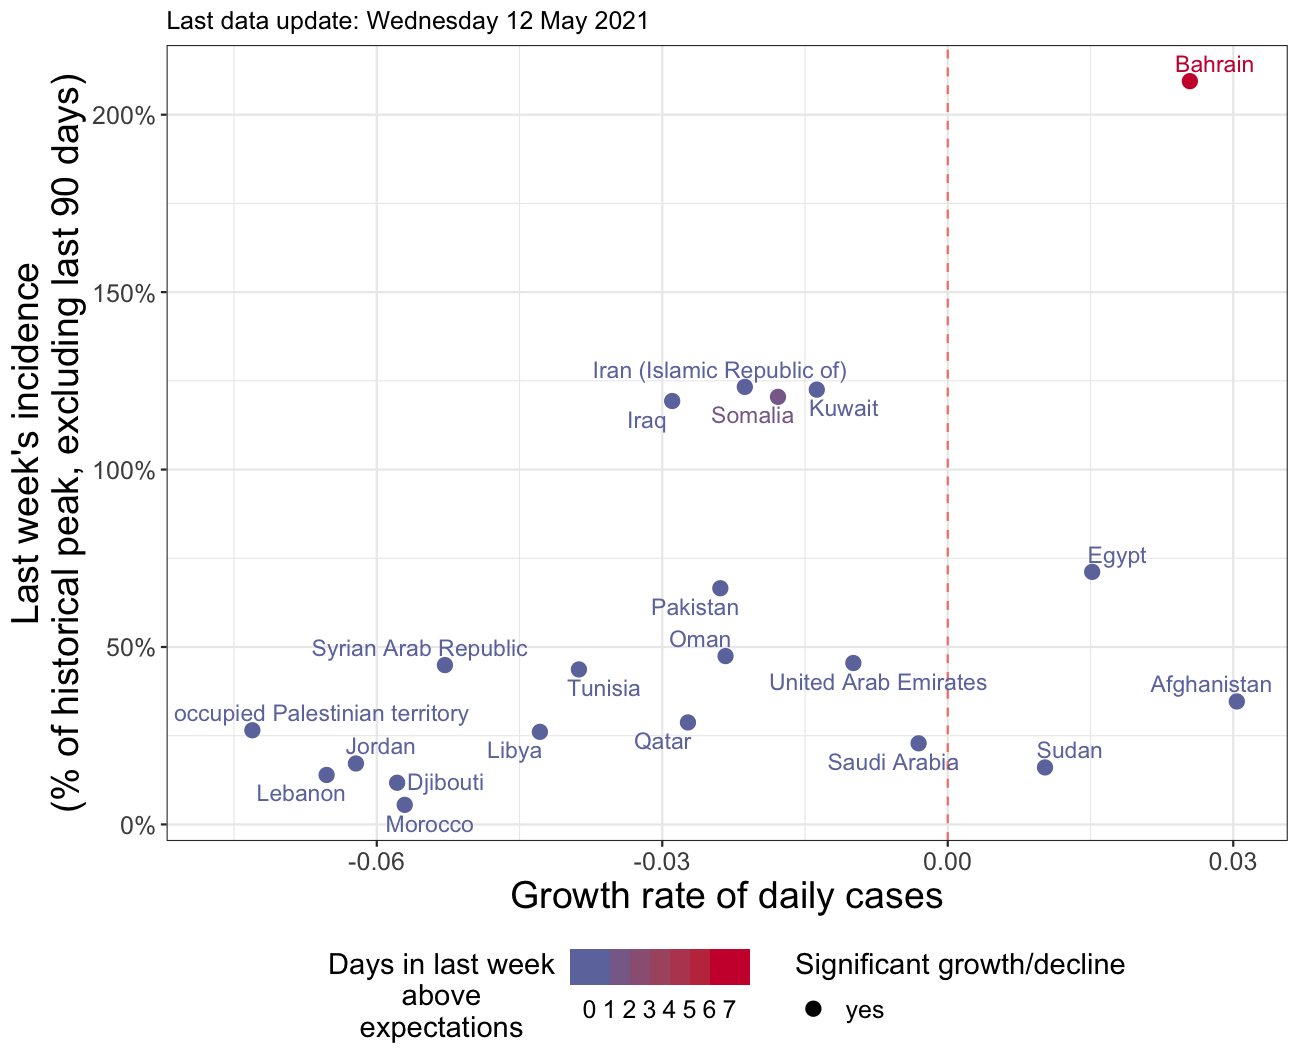 Last data update: Wednesday 12 May 2021
Last week's incidence
(% of historical peak, excluding last 90 days)
200%
150%
100%
50%
0%
Bahrain
Iran (Islamic Republic of)
Iraq
Somalia
Kuwait
Egypt
Pakistan
Oman
Syrian Arab Republic
Tunisia
United Arab Emirates
Afghanistan
occupied Palestinian territory
Jordan
Libya
Qatar
Saudi Arabia
Sudan
Lebanon
Djibouti
Morocco
-0.06
-0.03
0.00
0.03
Growth rate of daily cases
Days in last week
above
expectations
0 1 2 3 4 5 6 7
Significant growth/decline
yes